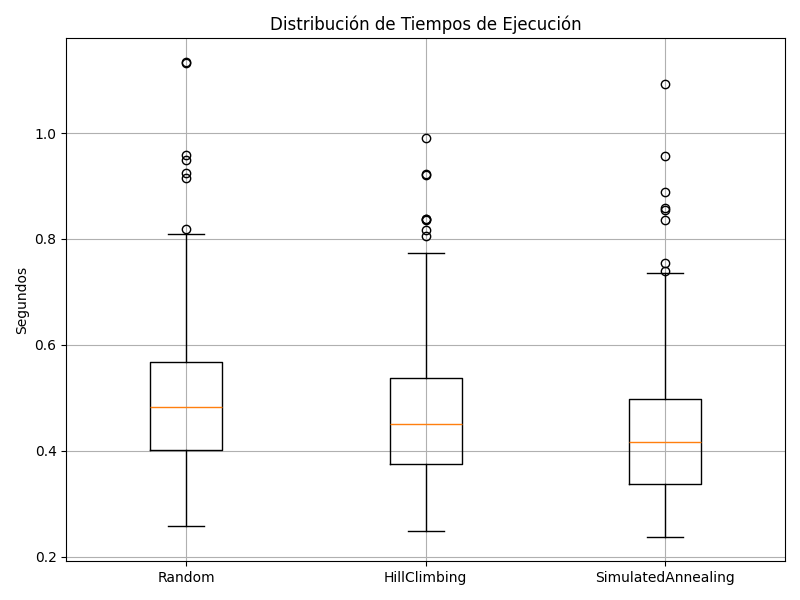 Distribución de Tiempos de Ejecución
Segundos
1.0
0.8
0.6
0.4
0.2
Random
HillClimbing
SimulatedAnnealing